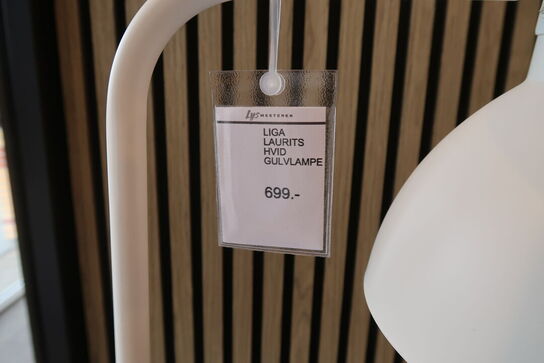 Lys MESTEREN
LIGA
LAURITS
HVID
GULVLAMPE
699.-